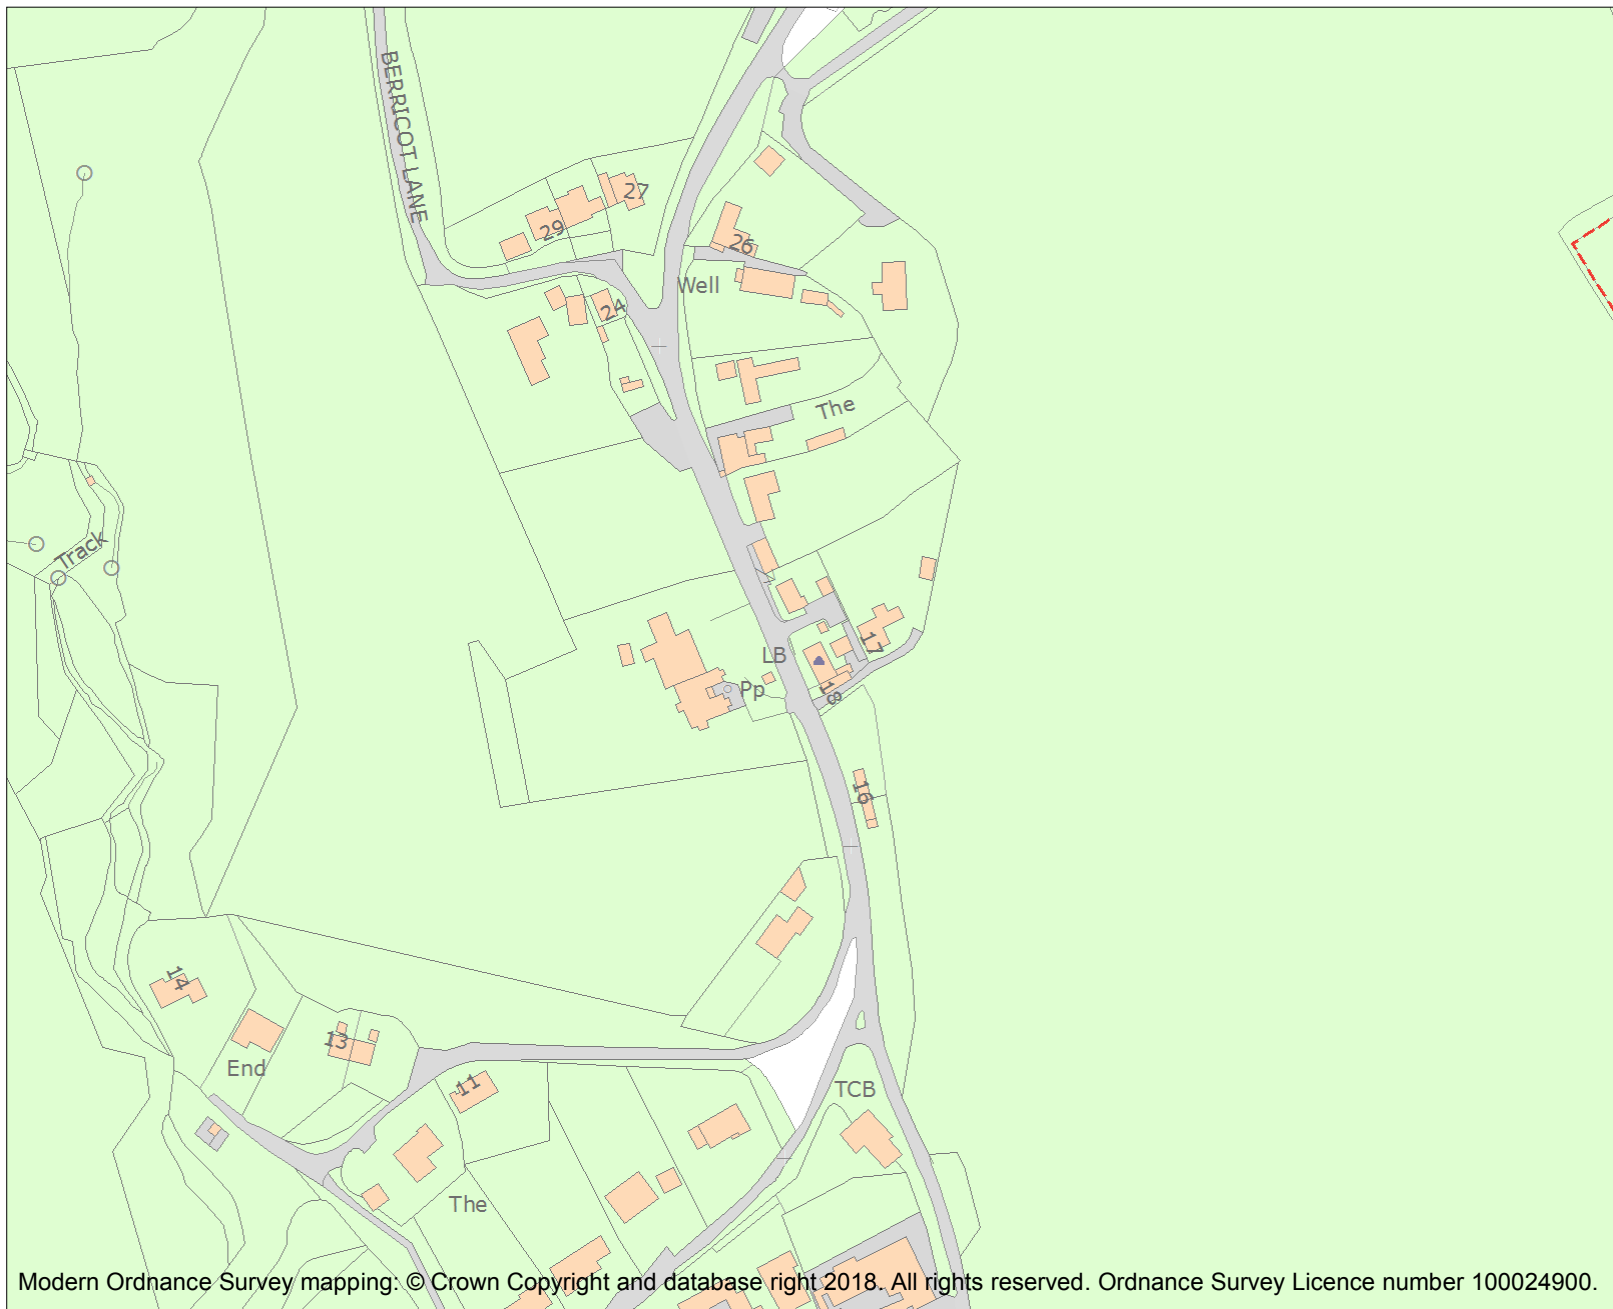 BERRICOT LANE
27
29
26
Well
24
The
Track
17
LB
Pp
18
16
14
13
End
11
TCB
The
Modern Ordnance Survey mapping: © Crown Copyright and database right 2018. All rights reserved. Ordnance Survey Licence number 100024900.